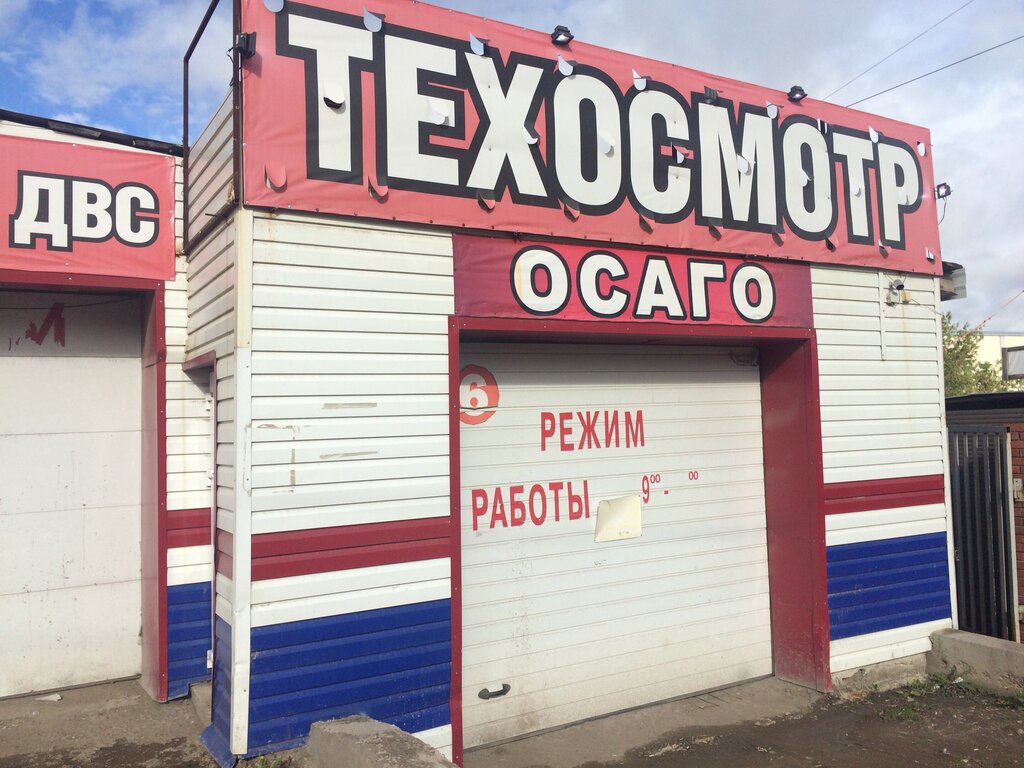 ТЕХОСМОТР
ДВС
ОСАГО
6
РЕЖИМ
РАБОТЫ 9⁰⁰ - ⁰⁰